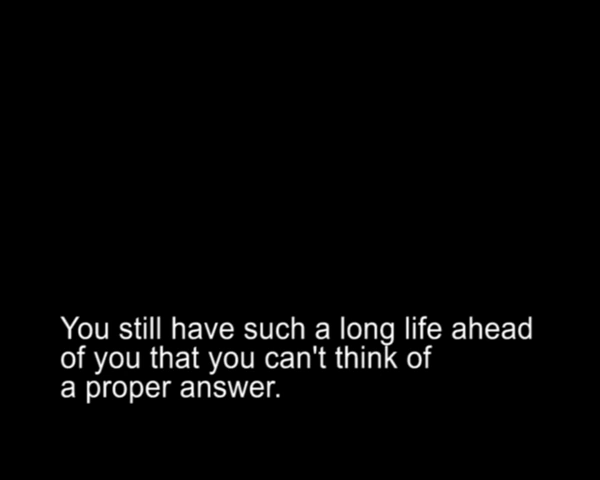 You still have such a long life ahead
of you that you can't think of
a proper answer.